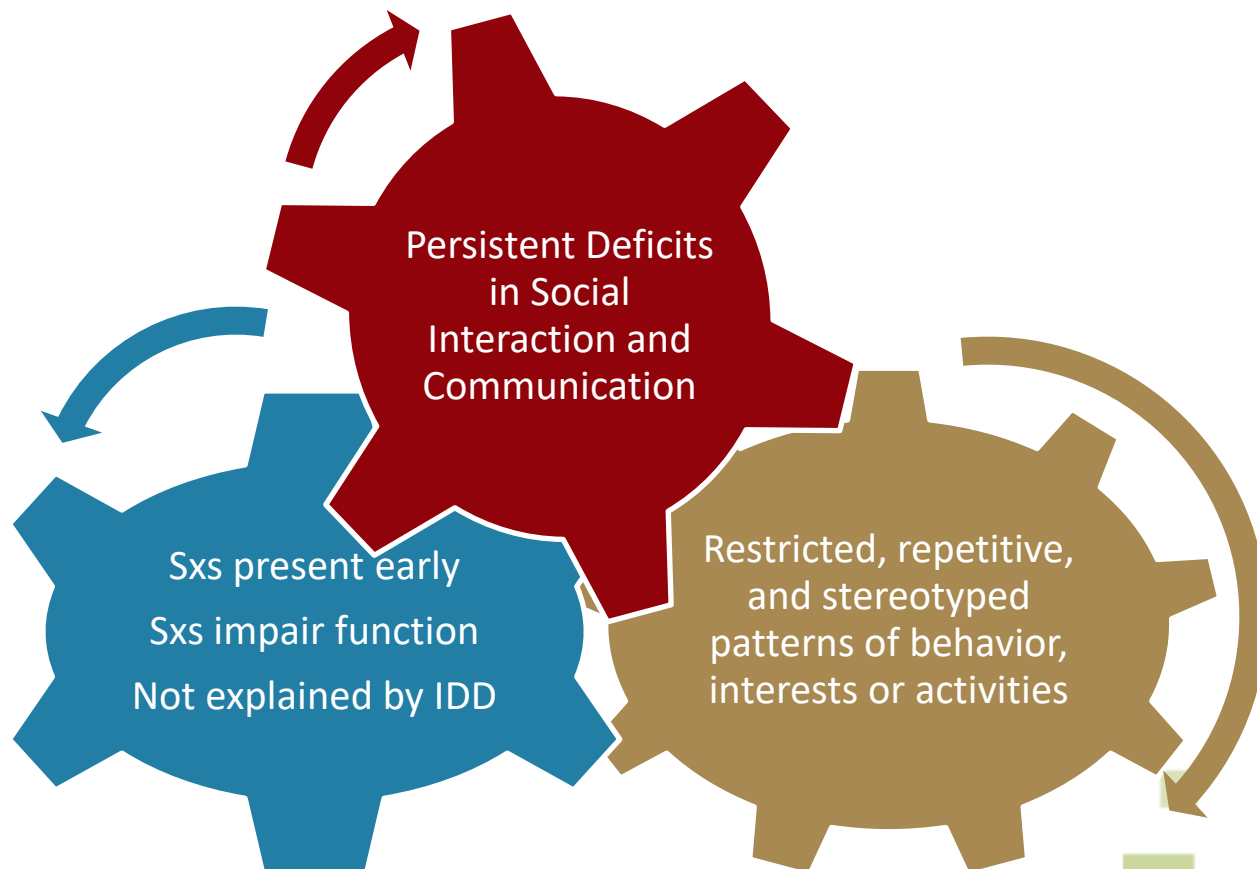 Persistent Deficits
in Social
Interaction and
Communication
Sxs present early
Sxs impair function
Not explained by IDD
Restricted, repetitive,
and stereotyped
patterns of behavior,
interests or activities